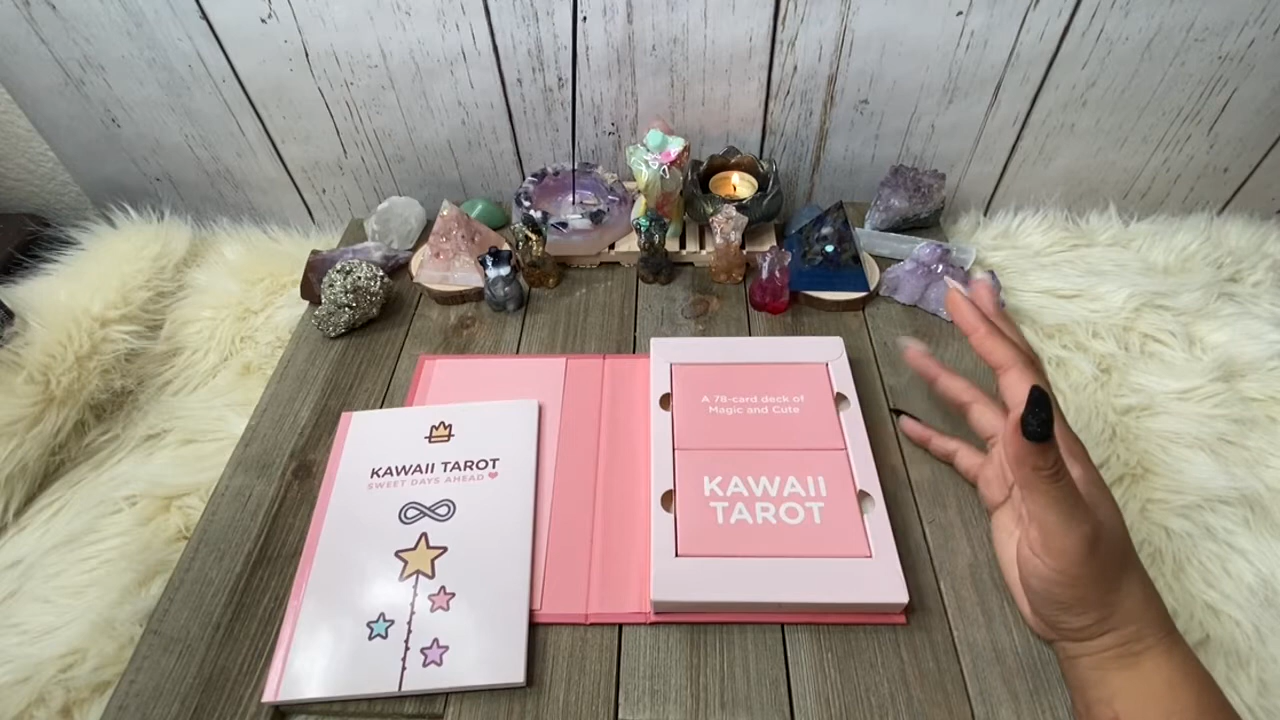 KAWAII TAROT
SWEET DAYS AHEAD
A 78-card deck of
Magic and Cute
KAWAII
TAROT